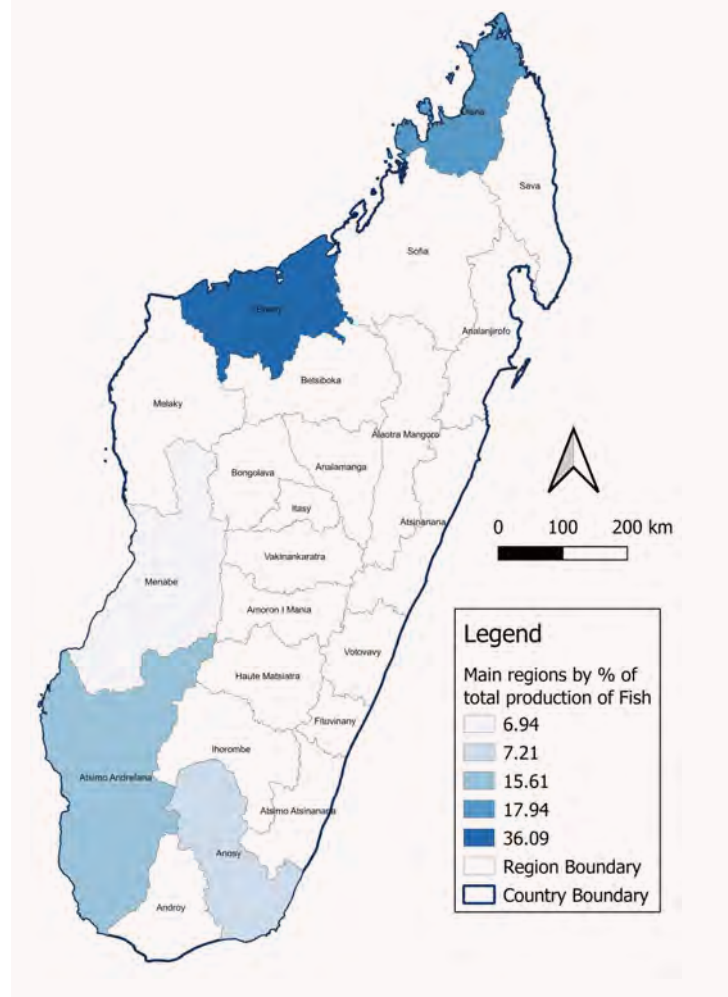 Diana
Sava
Sofia
Boeny
Analanjirofo
Betsiboka
Melaky
Alaotra Mangoro
Bongolava
Analamanga
Itasy
Atsinanana
0 100 200 km
Vakinankaratra
Menabe
Amoron I Mania
Votovavy
Haute Matsiatra
Fitovinany
Ihorombe
Atsimo Andrefana
Atsimo Atsinanana
Anosy
Androy
Legend
Main regions by % of
total production of Fish
6.94
7.21
15.61
17.94
36.09
Region Boundary
Country Boundary